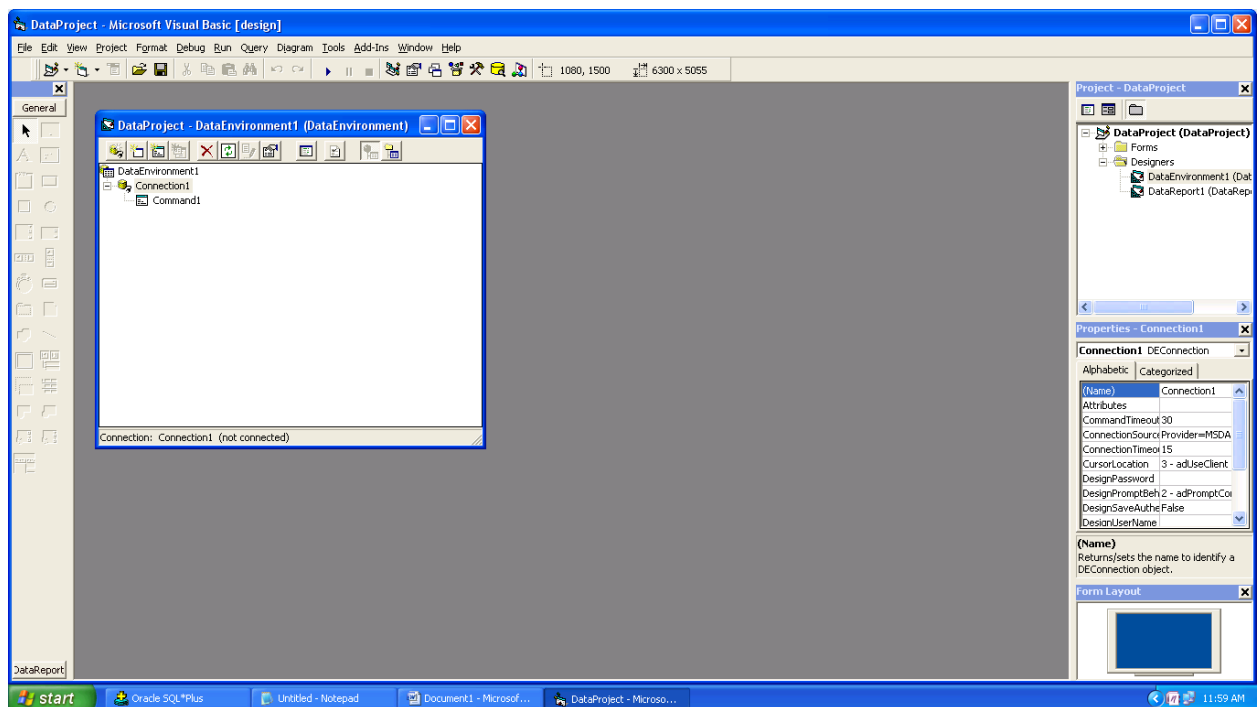 DataProject - Microsoft Visual Basic [design]
File Edit View Project Format Debug Run Query Diagram Tools Add-Ins Window Help
1080, 1500 6300 x 5055
General
DataProject - DataEnvironment1 (DataEnvironment)
DataEnvironment1
Connection1
Command1
Connection: Connection1 (not connected)
DataReport
Project - DataProject
DataProject (DataProject)
Forms
Designers
DataEnvironment1 (Dat
DataReport1 (DataRep
Properties - Connection1
Connection1 DEConnection
Alphabetic Categorized
(Name) Connection1
Attributes
CommandTimeout 30
ConnectionSource Provider=MSDA
ConnectionTimeou 15
CursorLocation 3 - adUseClient
DesignPassword
DesignPromptBeh 2 - adPromptCo
DesignSaveAuthe False
DesignUserName
(Name)
Returns/sets the name to identify a
DEConnection object.
Form Layout
start Oracle SQL*Plus Untitled - Notepad Document1 - Microsof... DataProject - Microso... 11:59 AM